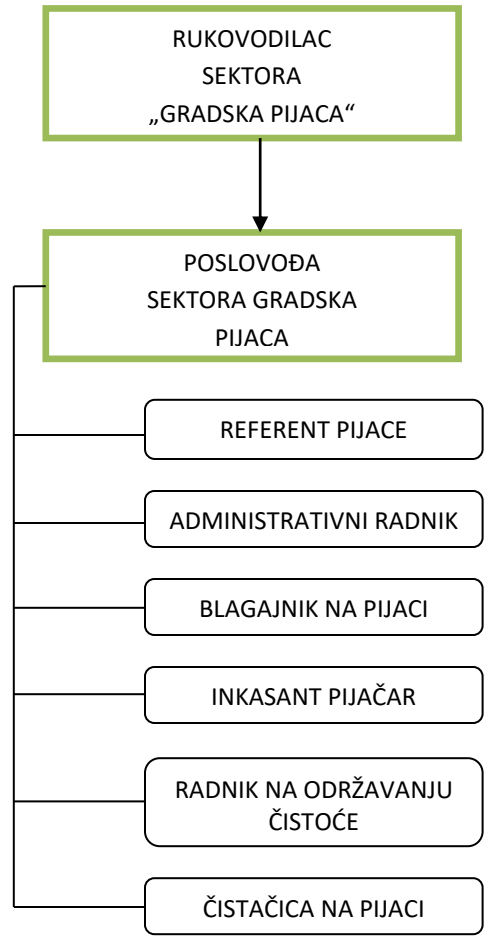 RUKOVODILAC
SEKTORA
„GRADSKA PIJACA“
POSLOVOĐA
SEKTORA GRADSKA
PIJACA
REFERENT PIJACE
ADMINISTRATIVNI RADNIK
BLAGAJNIK NA PIJACI
INKASANT PIJAČAR
RADNIK NA ODRŽAVANJU
ČISTOĆE
ČISTAČICA NA PIJACI